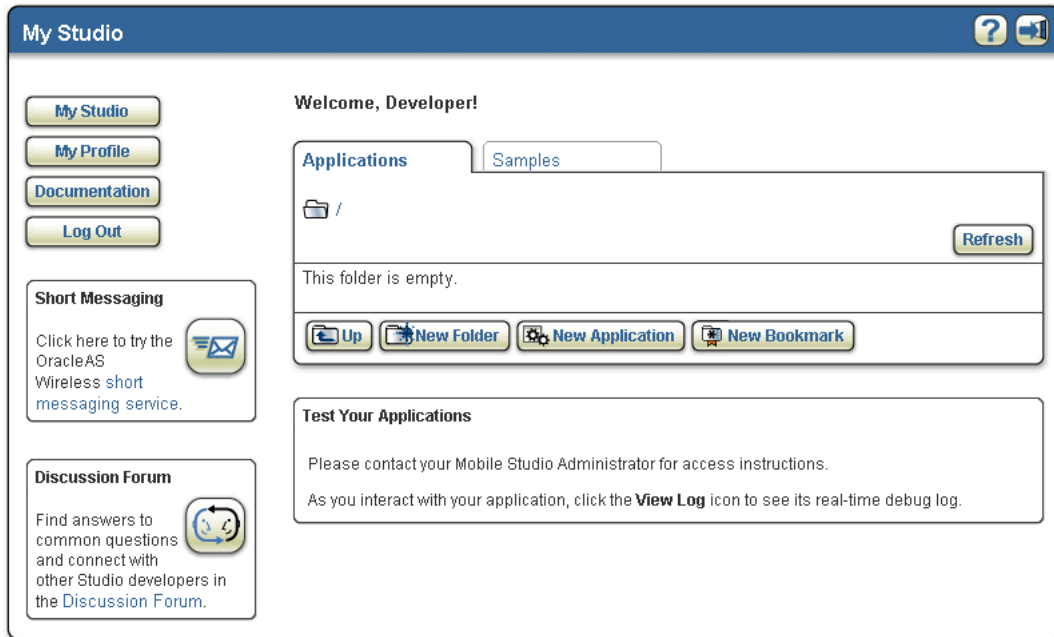 My Studio
?
My Studio
My Profile
Documentation
Log Out
Short Messaging
Click here to try the
OracleAS
Wireless short
messaging service.
Discussion Forum
Find answers to
common questions
and connect with
other Studio developers in
the Discussion Forum.
Welcome, Developer!
Applications
Samples
/
Refresh
This folder is empty.
Up New Folder New Application New Bookmark
Test Your Applications
Please contact your Mobile Studio Administrator for access instructions.
As you interact with your application, click the View Log icon to see its real-time debug log.